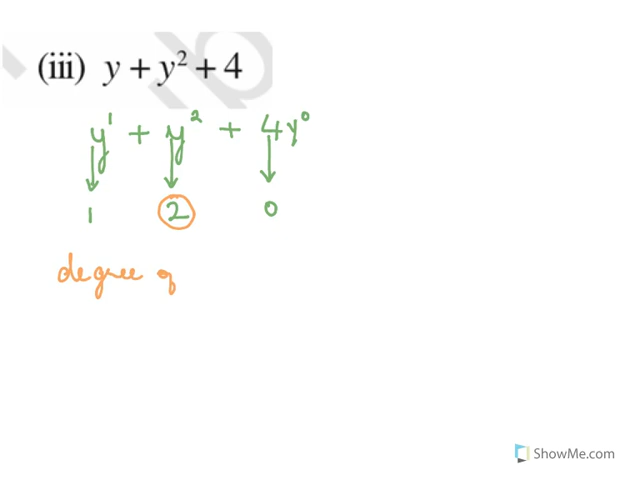 (iii) y + y² + 4
y¹ + y² + 4y⁰
1 2 0
degree of
ShowMe.com